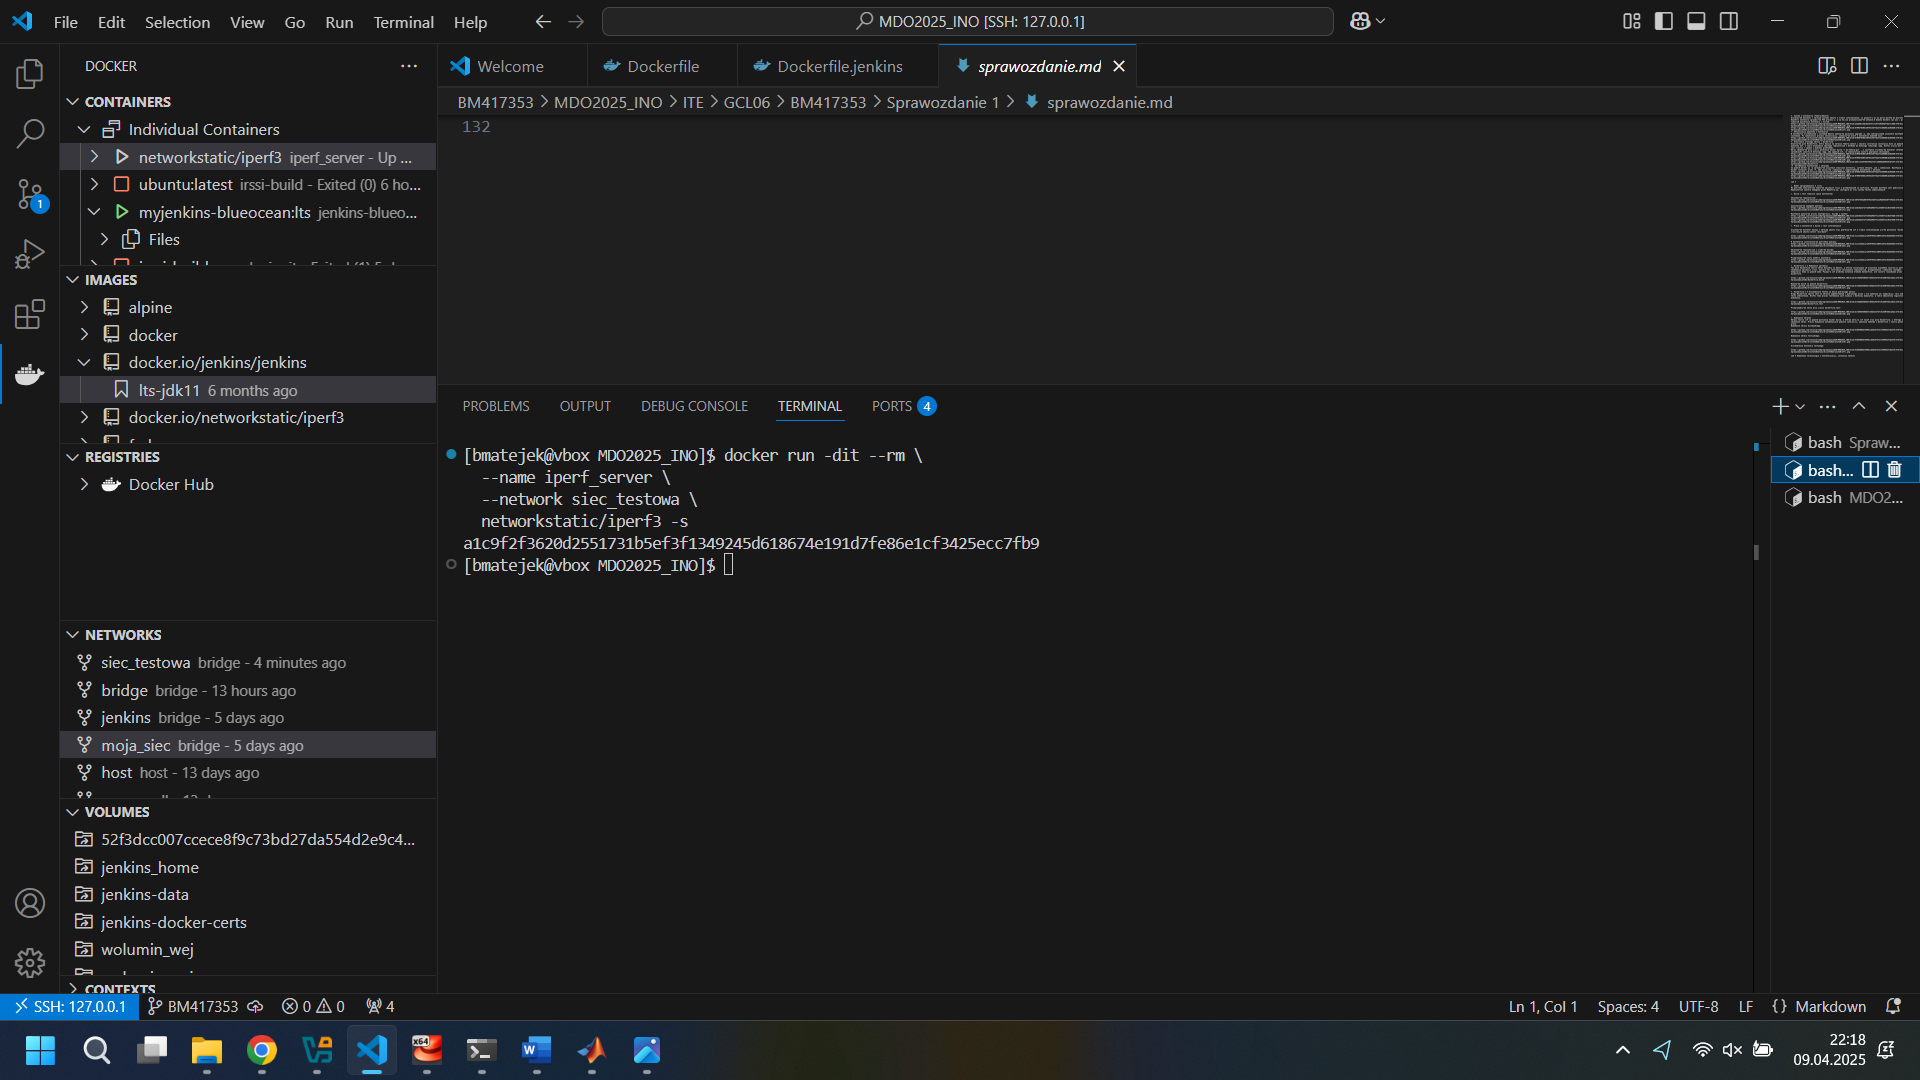 File Edit Selection View Go Run Terminal Help
MDO2025_INO [SSH: 127.0.0.1]
DOCKER
CONTAINERS
Individual Containers
networkstatic/iperf3 iperf_server - Up ...
ubuntu:latest irssi-build - Exited (0) 6 ho...
myjenkins-blueocean:lts jenkins-blueo...
Files
IMAGES
alpine
docker
docker.io/jenkins/jenkins
lts-jdk11 6 months ago
docker.io/networkstatic/iperf3
REGISTRIES
Docker Hub
NETWORKS
siec_testowa bridge - 4 minutes ago
bridge bridge - 13 hours ago
jenkins bridge - 5 days ago
moja_siec bridge - 5 days ago
host host - 13 days ago
VOLUMES
52f3dcc007ccece8f9c73bd27da554d2e9c4...
jenkins_home
jenkins-data
jenkins-docker-certs
wolumin_wej
CONTEXTS
Welcome Dockerfile Dockerfile.jenkins sprawozdanie.md
BM417353 MDO2025_INO ITE GCL06 BM417353 Sprawozdanie 1 sprawozdanie.md
132
PROBLEMS OUTPUT DEBUG CONSOLE TERMINAL PORTS 4
[bmatejek@vbox MDO2025_INO]$ docker run -dit --rm \
--name iperf_server \
--network siec_testowa \
networkstatic/iperf3 -s
a1c9f2f3620d2551731b5ef3f1349245d618674e191d7fe86e1cf3425ecc7fb9
[bmatejek@vbox MDO2025_INO]$
bash Spraw...
bash...
bash MDO2...
1
SSH: 127.0.0.1 BM417353 0 0 4
Ln 1, Col 1 Spaces: 4 UTF-8 LF {} Markdown
x64
22:18
09.04.2025